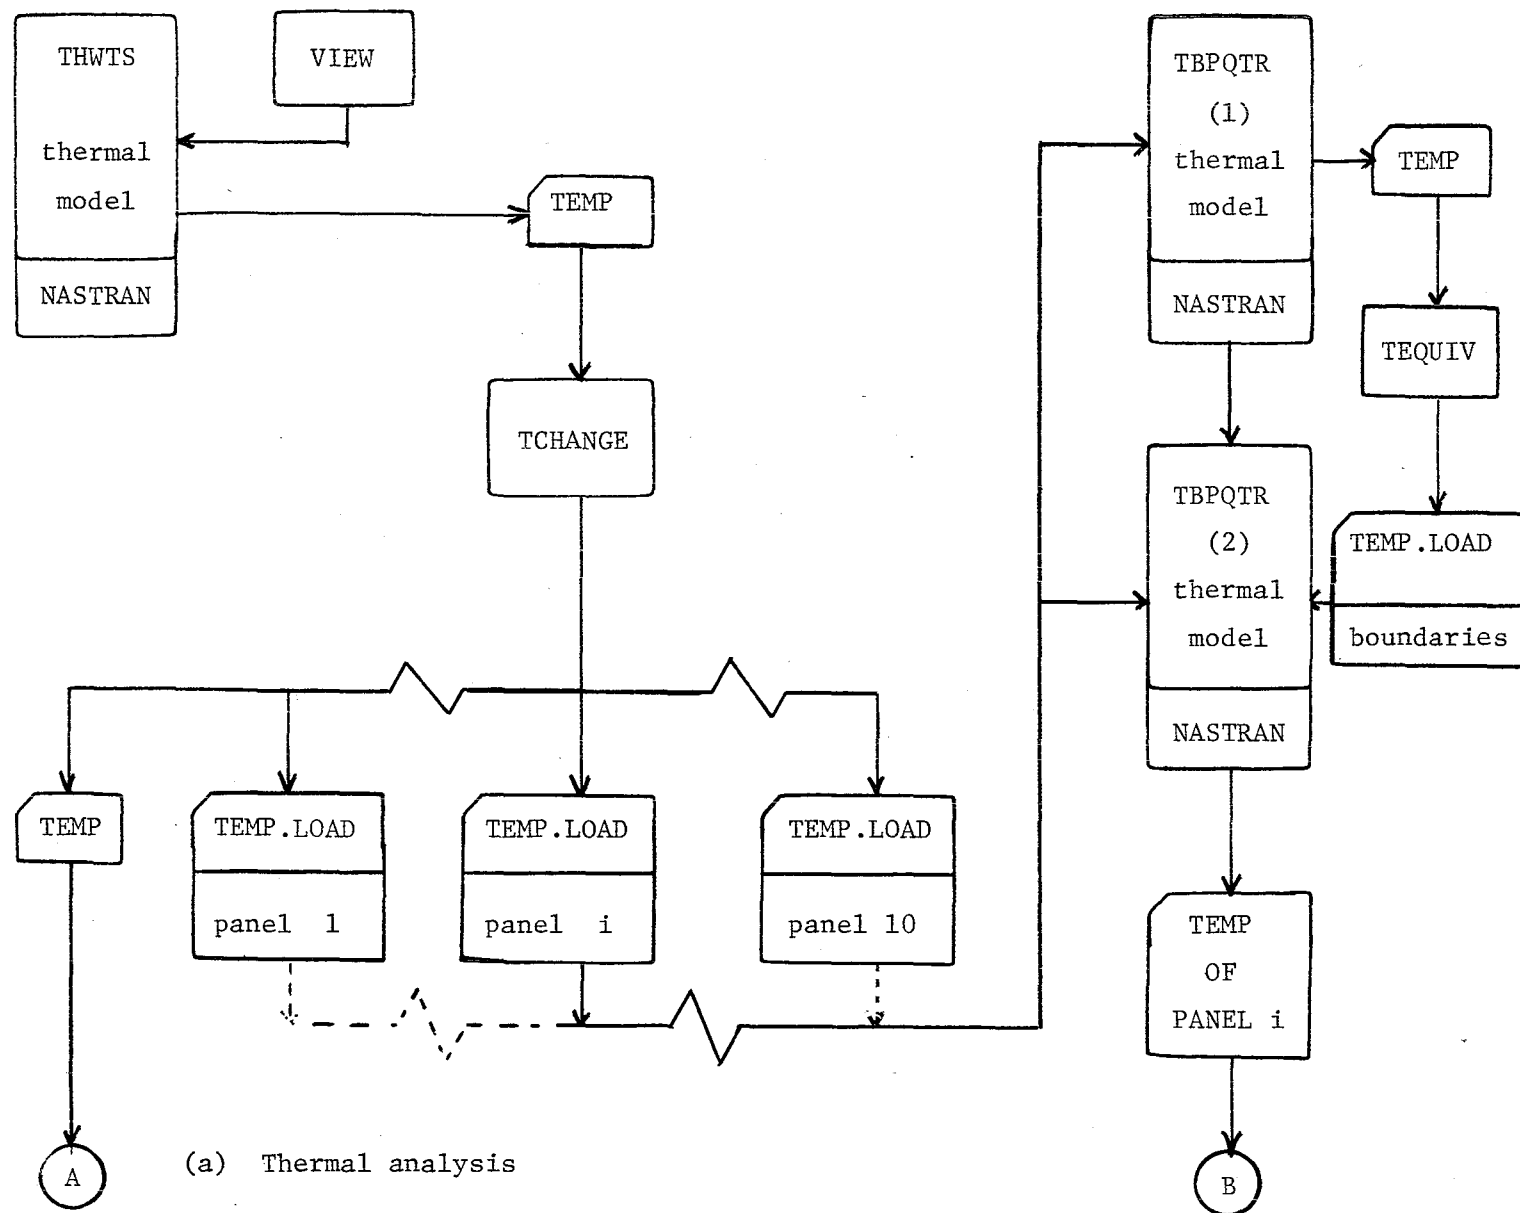 THWTS
thermal
model
NASTRAN
VIEW
TEMP
TCHANGE
TEMP
TEMP.LOAD
panel 1
TEMP.LOAD
panel i
TEMP.LOAD
panel 10
A
(a) Thermal analysis
TBPQTR
(1)
thermal
model
NASTRAN
TEMP
TEQUIV
TEMP.LOAD
boundaries
TBPQTR
(2)
thermal
model
NASTRAN
TEMP
OF
PANEL i
B